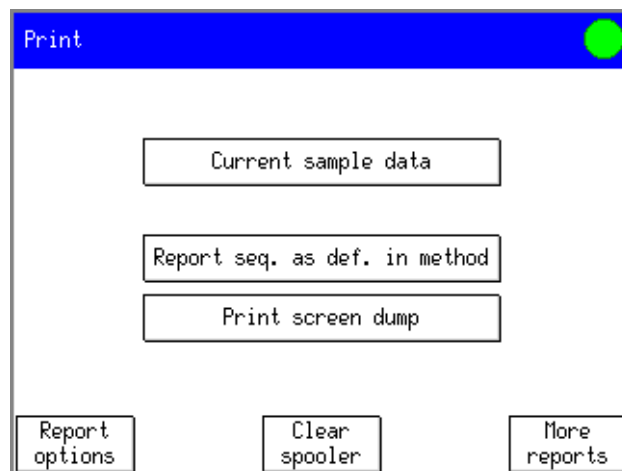 Print
Current sample data
Report seq. as def. in method
Print screen dump
Report
options
Clear
spooler
More
reports